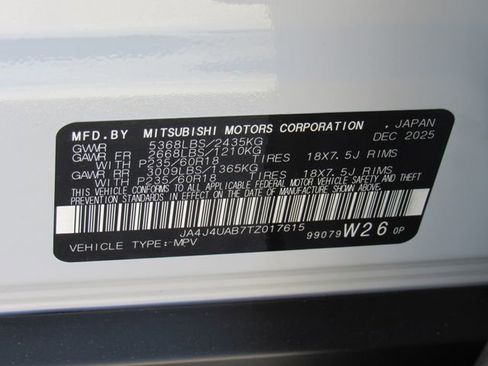 MFD.BY MITSUBISHI MOTORS CORPORATION . JAPAN
GVWR 5368LBS/2435KG DEC 2025
GAWR FR 2668LBS/1210KG
WITH P235/60R18 TIRES 18X7.5J RIMS
GAWR RR 3009LBS/1365KG
WITH P235/60R18 TIRES 18X7.5J RIMS
THIS VEHICLE CONFORMS TO ALL APPLICABLE FEDERAL MOTOR VEHICLE SAFETY, BUMPER, AND THEFT
PREVENTION STANDARDS IN EFFECT ON THE DATE OF MANUFACTURE SHOWN ABOVE.
JA4J4UAB7TZ017615
VEHICLE TYPE: MPV 99079 W26 0P